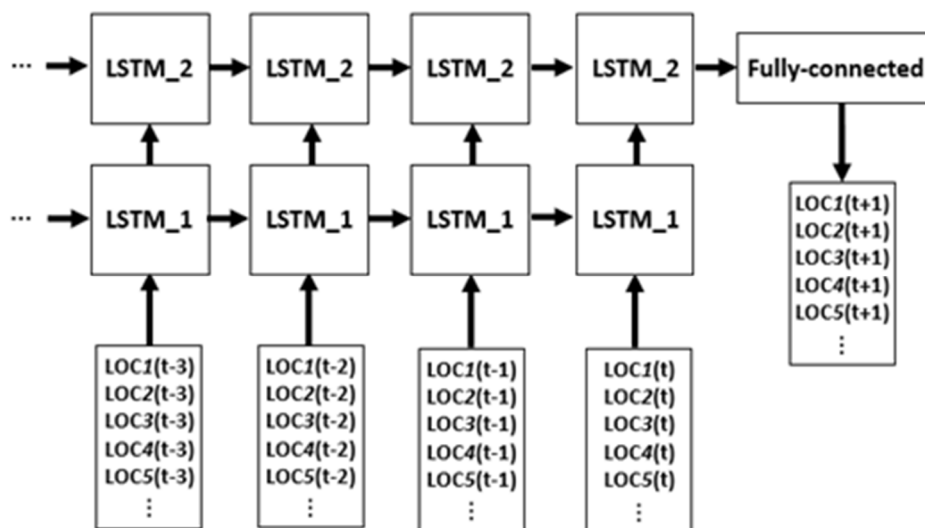 ... LSTM_2 LSTM_2 LSTM_2 LSTM_2 Fully-connected
... LSTM_1 LSTM_1 LSTM_1 LSTM_1
LOC1(t+1)
LOC2(t+1)
LOC3(t+1)
LOC4(t+1)
LOC5(t+1)
⋮
LOC1(t-3)
LOC2(t-3)
LOC3(t-3)
LOC4(t-3)
LOC5(t-3)
⋮
LOC1(t-2)
LOC2(t-2)
LOC3(t-2)
LOC4(t-2)
LOC5(t-2)
⋮
LOC1(t-1)
LOC2(t-1)
LOC3(t-1)
LOC4(t-1)
LOC5(t-1)
⋮
LOC1(t)
LOC2(t)
LOC3(t)
LOC4(t)
LOC5(t)
⋮